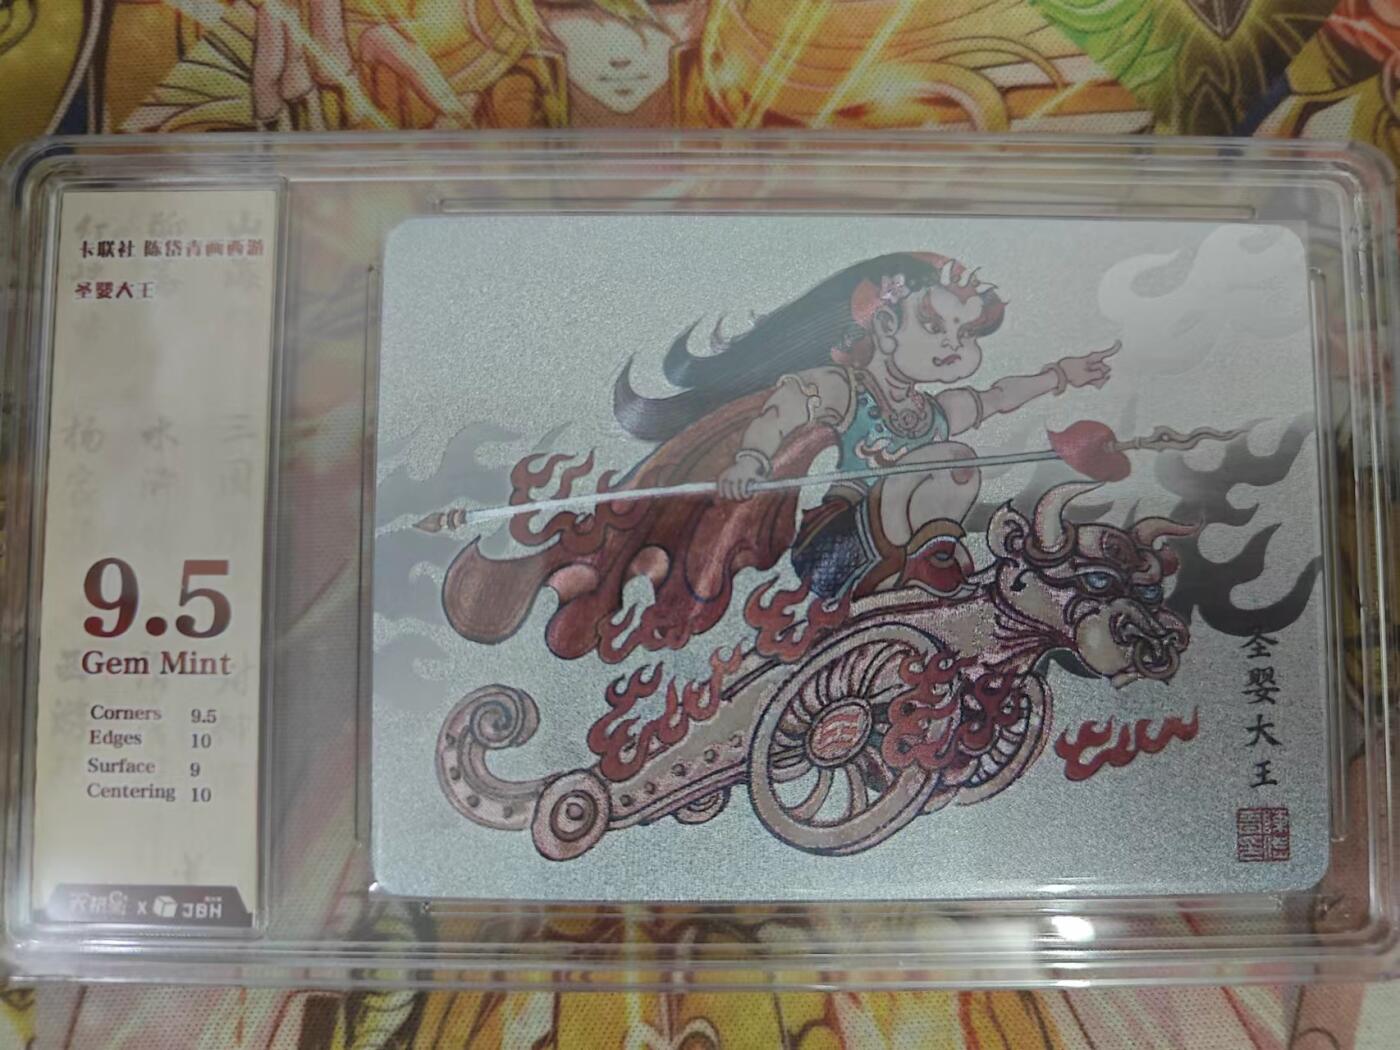 卡联社 陈岱青画西游
圣婴大王
9.5
Gem Mint
Corners 9.5
Edges 10
Surface 9
Centering 10
x JBH
圣婴大王